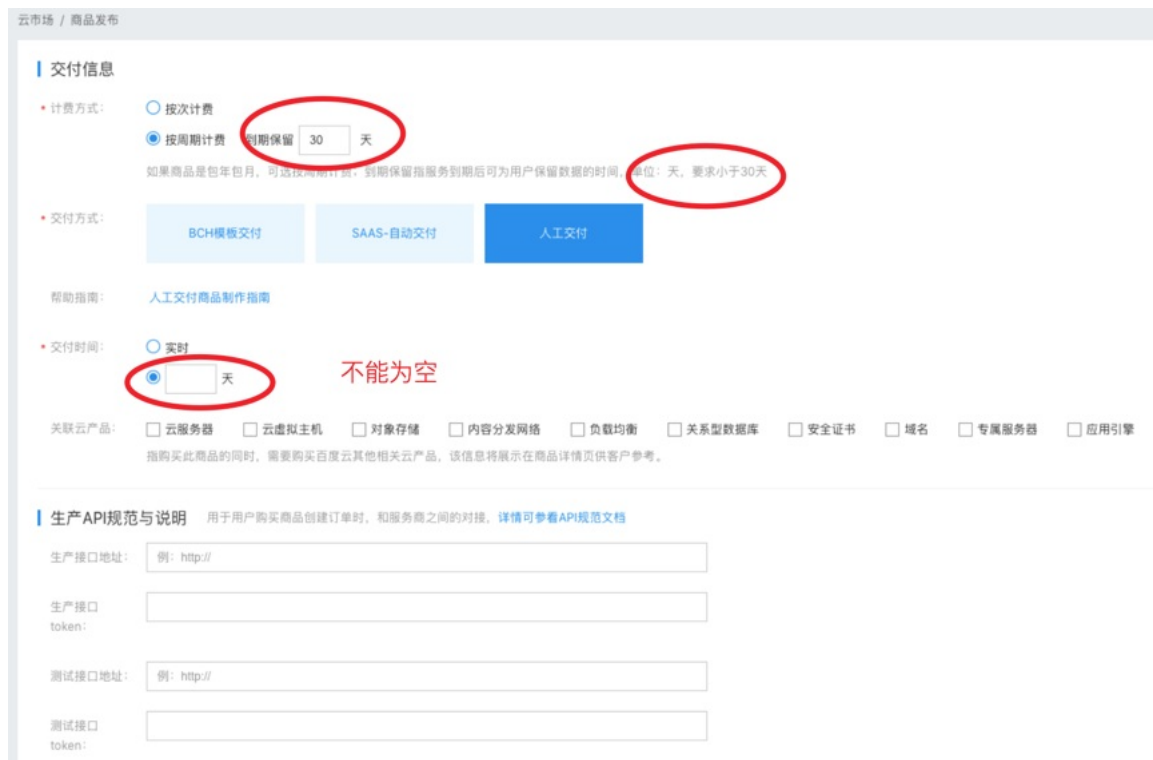 云市场 / 商品发布
交付信息
* 计费方式: 按次计费
按周期计费 到期保留 30 天
如果商品是包年包月, 可选按周期计费, 到期保留指服务到期后可为用户保留数据的时间, 单位: 天, 要求小于30天
* 交付方式: BCH模板交付 SAAS-自动交付 人工交付
帮助指南: 人工交付商品制作指南
* 交付时间: 实时
天 不能为空
关联云产品: 云服务器 云虚拟主机 对象存储 内容分发网络 负载均衡 关系型数据库 安全证书 域名 专属服务器 应用引擎
指购买此商品的同时, 需要购买百度云其他相关云产品, 该信息将展示在商品详情页供客户参考。
生产API规范与说明 用于用户购买商品创建订单时, 和服务商之间的对接, 详情可参看API规范文档
生产接口地址: 例: http://
生产接口
token:
测试接口地址: 例: http://
测试接口
token: